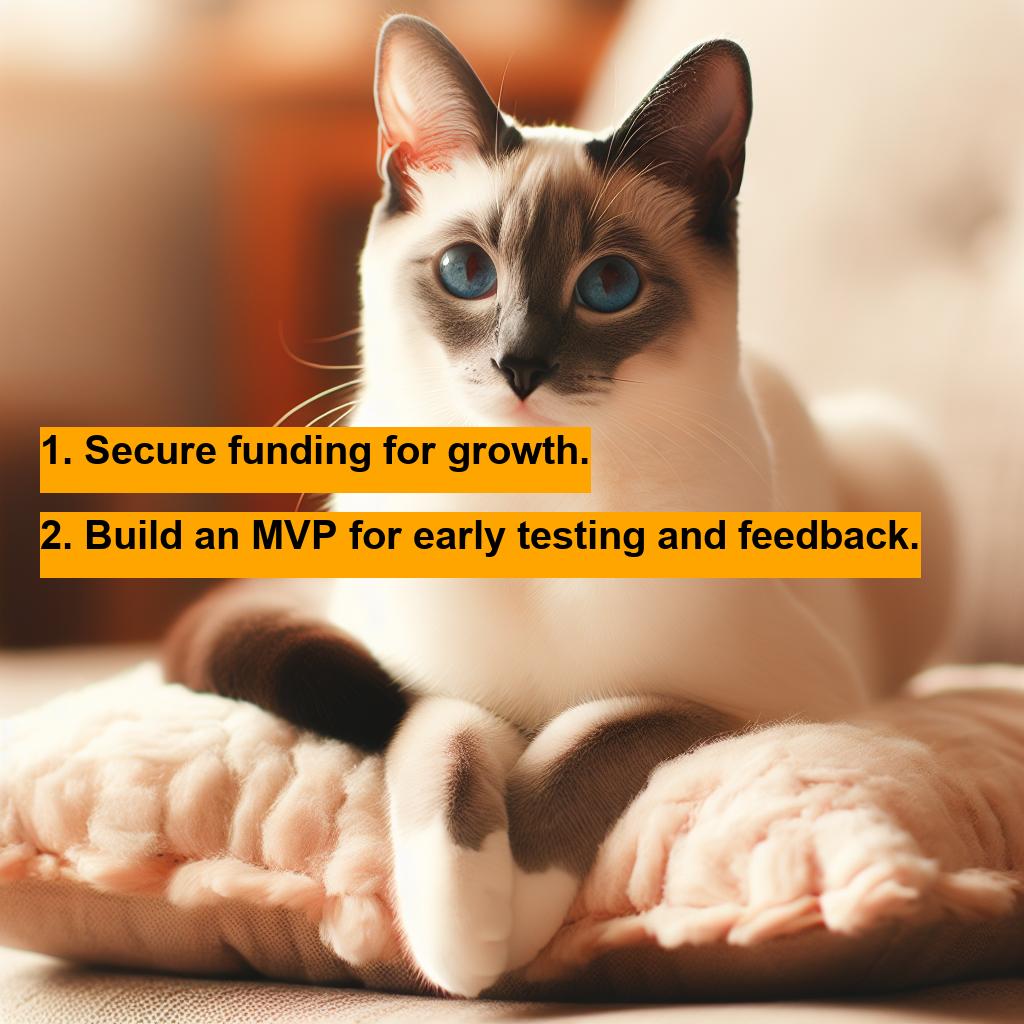 1. Secure funding for growth.
2. Build an MVP for early testing and feedback.